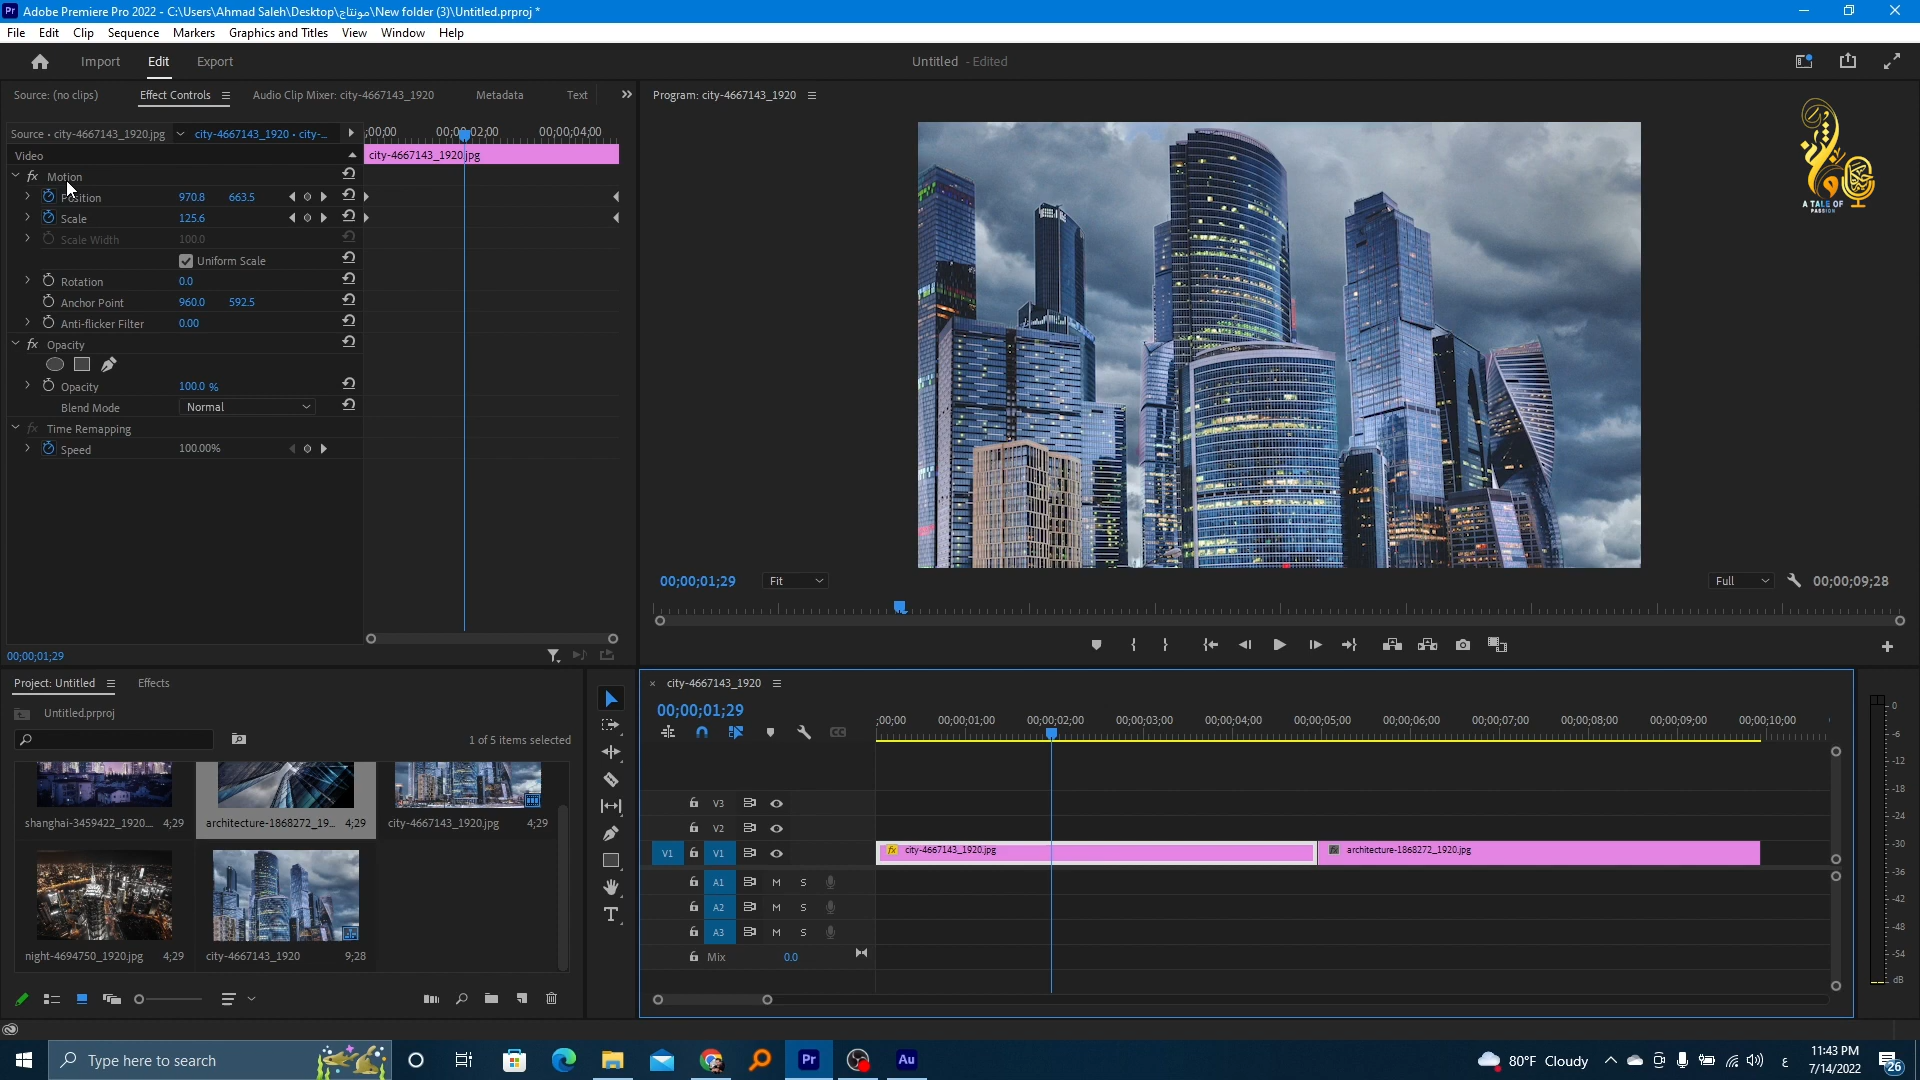 Adobe Premiere Pro 2022 - C:\Users\Ahmad Saleh\Desktop\مونتاج\New folder (3)\Untitled.prproj *
File Edit Clip Sequence Markers Graphics and Titles View Window Help
Import Edit Export
Untitled - Edited
Source: (no clips) Effect Controls Audio Clip Mixer: city-4667143_1920 Metadata Text
Program: city-4667143_1920
Source • city-4667143_1920.jpg city-4667143_1920 • city-...
;00;00 00;00;02;00 00;00;04;00
Video
city-4667143_1920.jpg
fx Motion
Position 970.8 663.5
Scale 125.6
Scale Width 100.0
Uniform Scale
Rotation 0.0
Anchor Point 960.0 592.5
Anti-flicker Filter 0.00
fx Opacity
Opacity 100.0 %
Blend Mode Normal
fx Time Remapping
Speed 100.00%
00;00;01;29
A TALE OF
PASSION
00;00;01;29 Fit Full 00;00;09;28
Project: Untitled Effects
Untitled.prproj
1 of 5 items selected
shanghai-3459422_1920... 4;29
architecture-1868272_19... 4;29
city-4667143_1920.jpg 4;29
night-4694750_1920.jpg 4;29
city-4667143_1920 9;28
city-4667143_1920
00;00;01;29
;00;00 00;00;01;00 00;00;02;00 00;00;03;00 00;00;04;00 00;00;05;00 00;00;06;00 00;00;07;00 00;00;08;00 00;00;09;00 00;00;10;00
V3
V2
V1 V1
fx city-4667143_1920.jpg
fx architecture-1868272_1920.jpg
A1 M S
A2 M S
A3 M S
Mix 0.0
0
-6
-12
-18
-24
-30
-36
-42
-48
-54
dB
Type here to search
Pr
Au
80°F Cloudy
ع
11:43 PM
7/14/2022
26